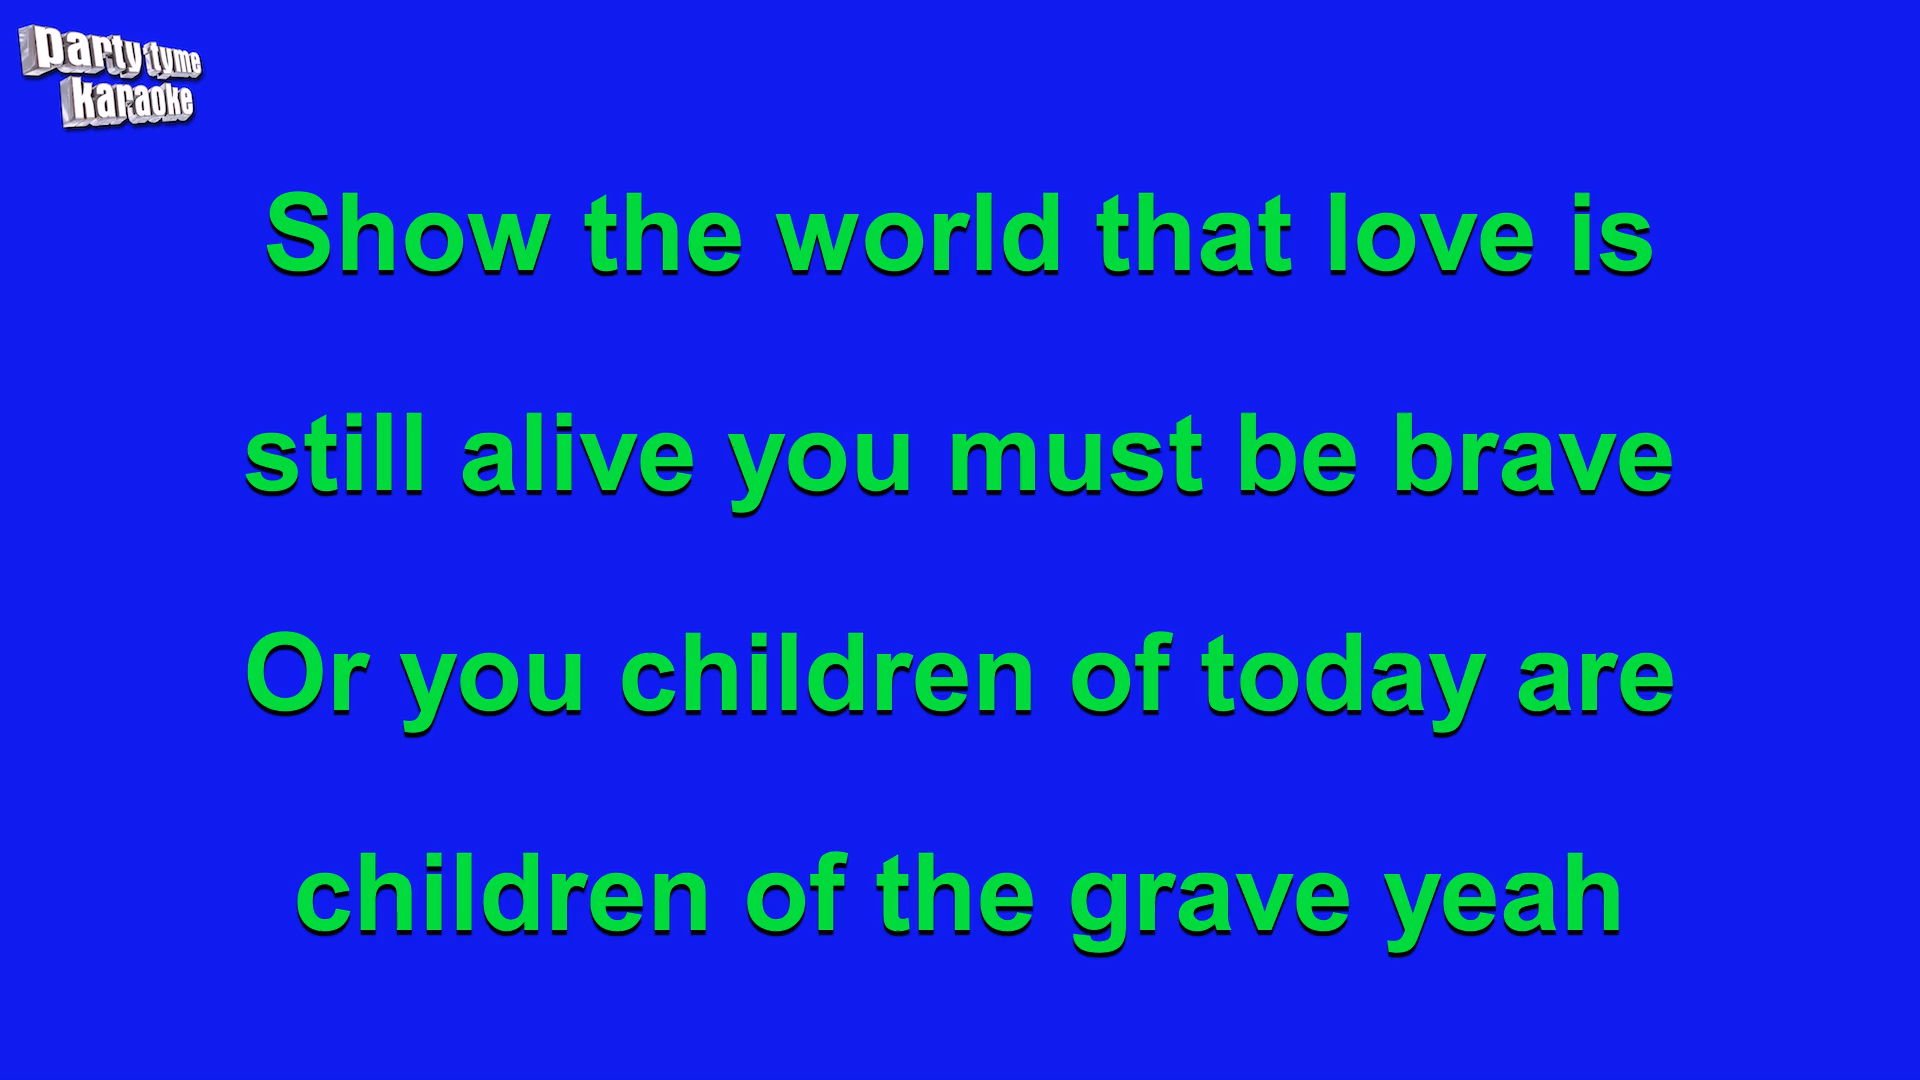 party tyme
karaoke
Show the world that love is
still alive you must be brave
Or you children of today are
children of the grave yeah